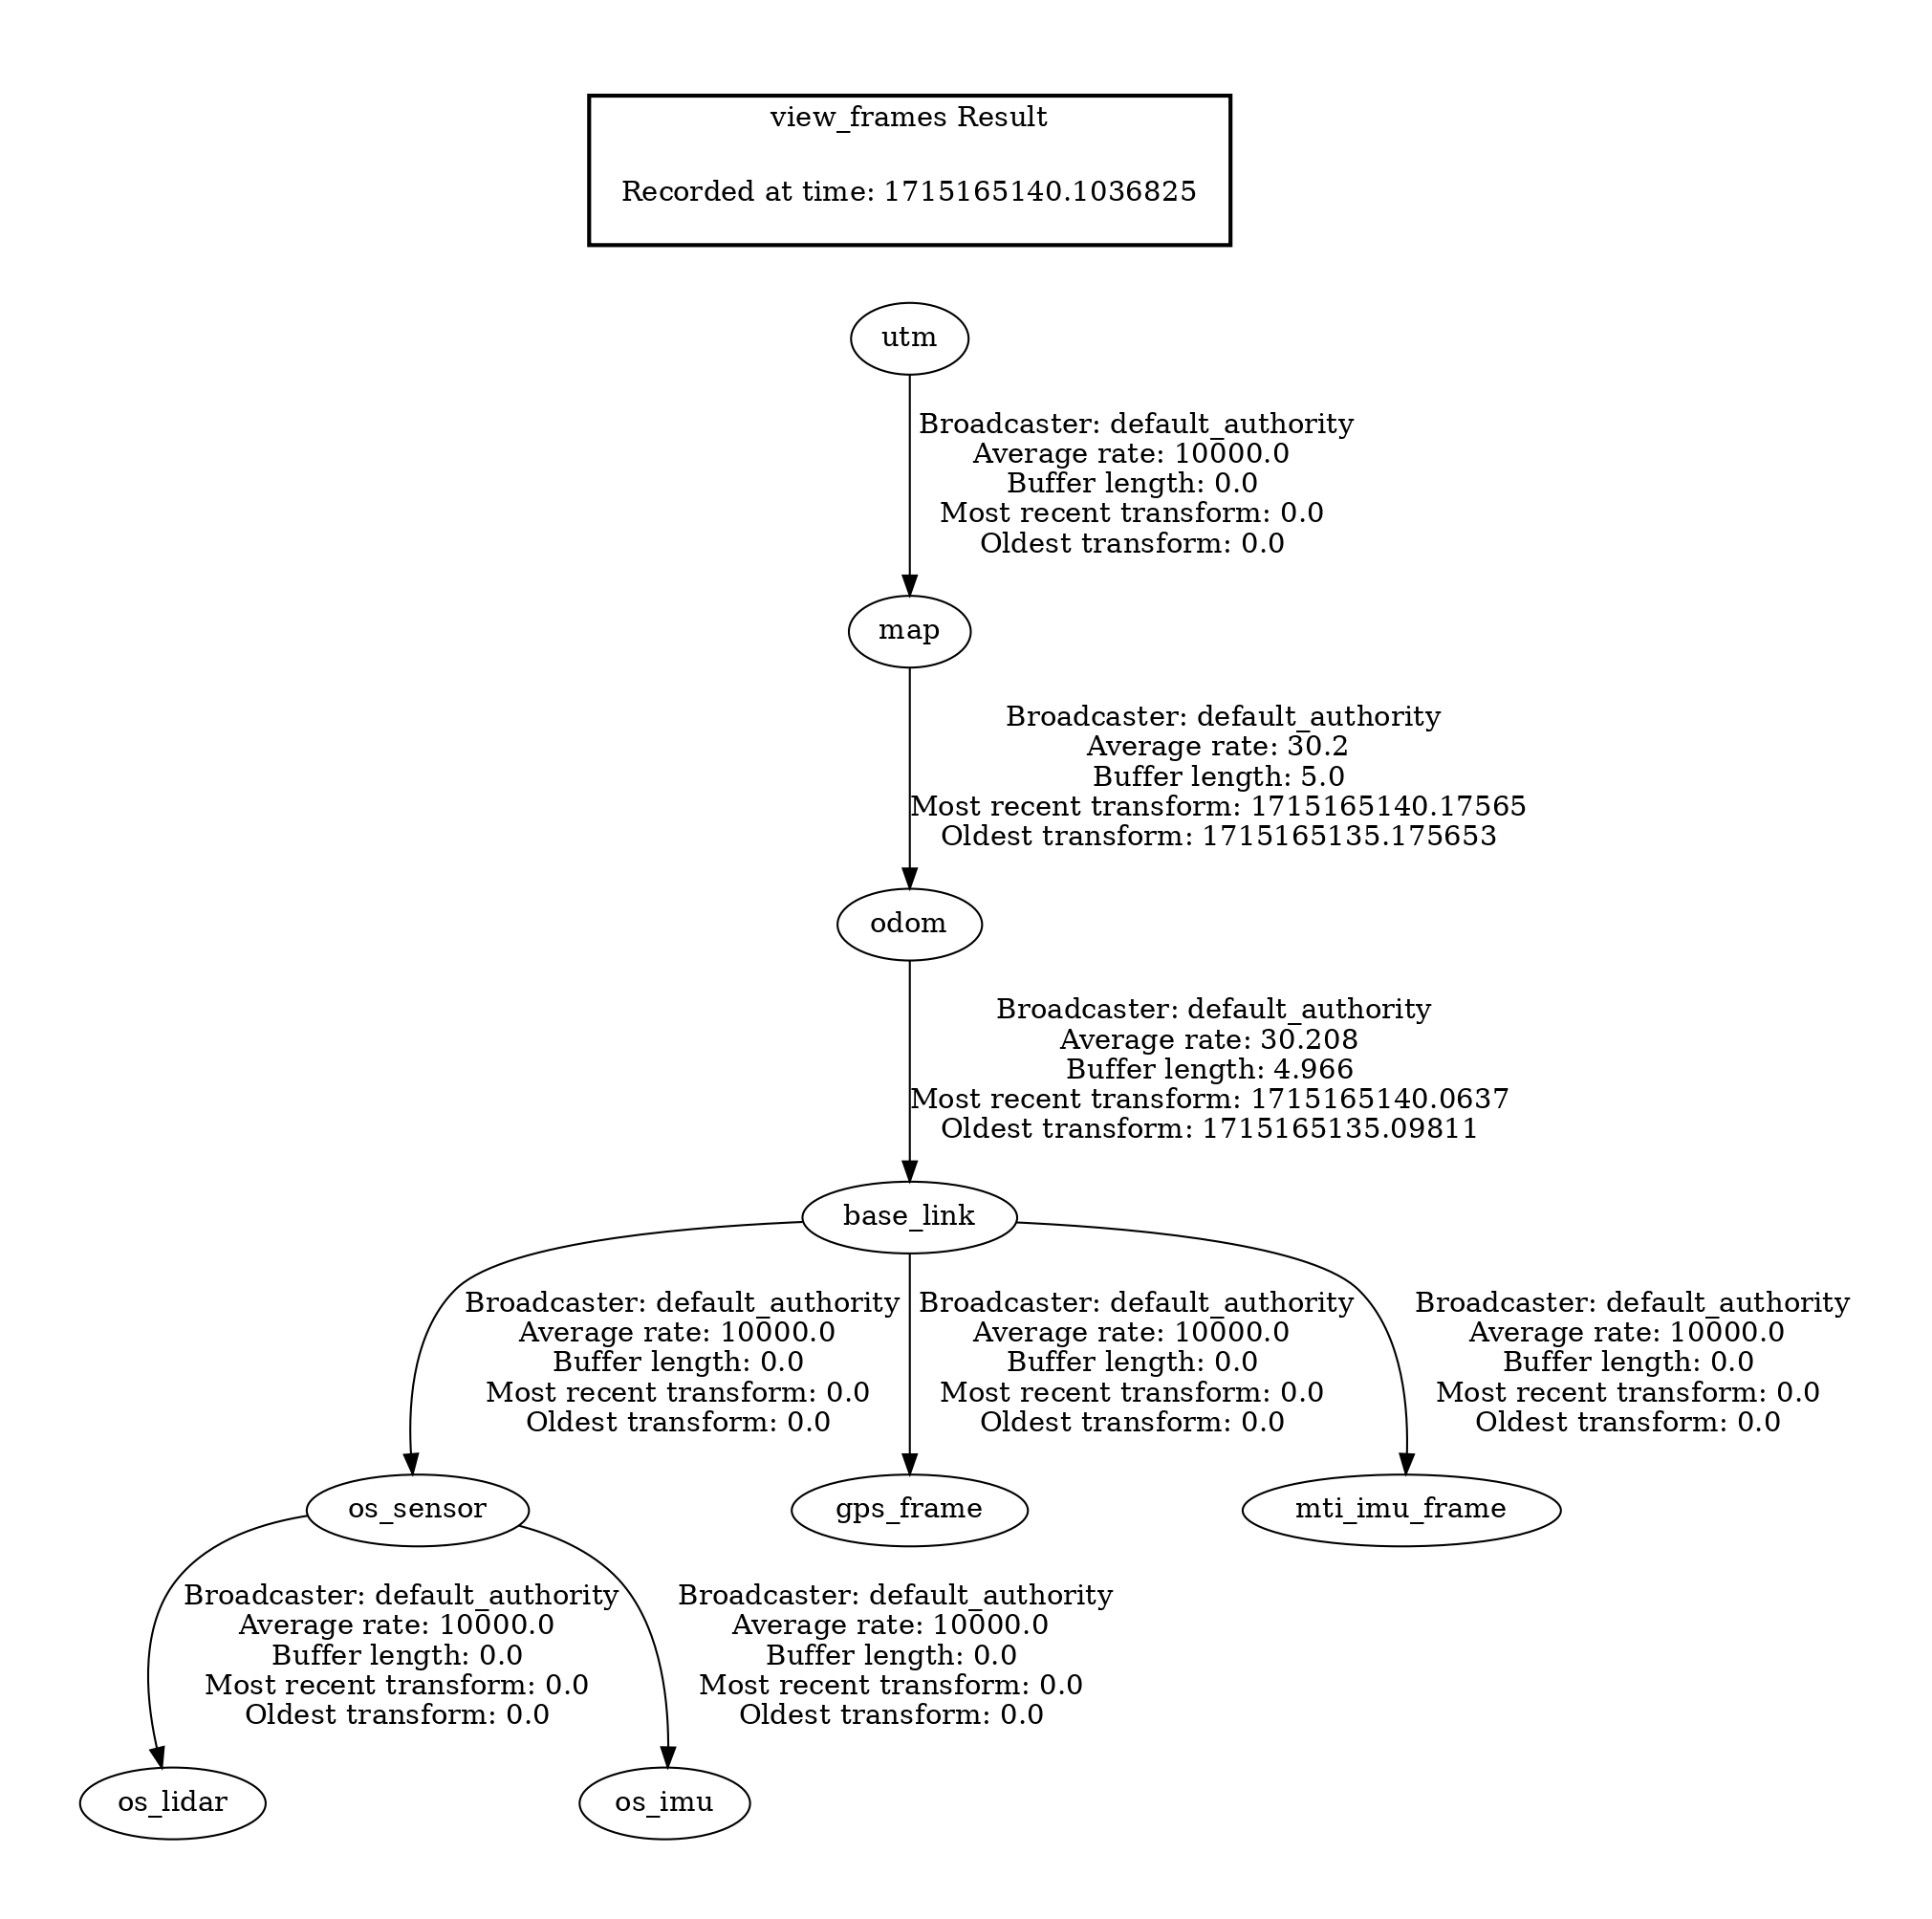 view_frames Result
Recorded at time: 1715165140.1036825
utm
Broadcaster: default_authority
Average rate: 10000.0
Buffer length: 0.0
Most recent transform: 0.0
Oldest transform: 0.0
map
Broadcaster: default_authority
Average rate: 30.2
Buffer length: 5.0
Most recent transform: 1715165140.17565
Oldest transform: 1715165135.175653
odom
Broadcaster: default_authority
Average rate: 30.208
Buffer length: 4.966
Most recent transform: 1715165140.0637
Oldest transform: 1715165135.09811
base_link
Broadcaster: default_authority
Average rate: 10000.0
Buffer length: 0.0
Most recent transform: 0.0
Oldest transform: 0.0
Broadcaster: default_authority
Average rate: 10000.0
Buffer length: 0.0
Most recent transform: 0.0
Oldest transform: 0.0
Broadcaster: default_authority
Average rate: 10000.0
Buffer length: 0.0
Most recent transform: 0.0
Oldest transform: 0.0
os_sensor
gps_frame
mti_imu_frame
Broadcaster: default_authority
Average rate: 10000.0
Buffer length: 0.0
Most recent transform: 0.0
Oldest transform: 0.0
Broadcaster: default_authority
Average rate: 10000.0
Buffer length: 0.0
Most recent transform: 0.0
Oldest transform: 0.0
os_lidar
os_imu